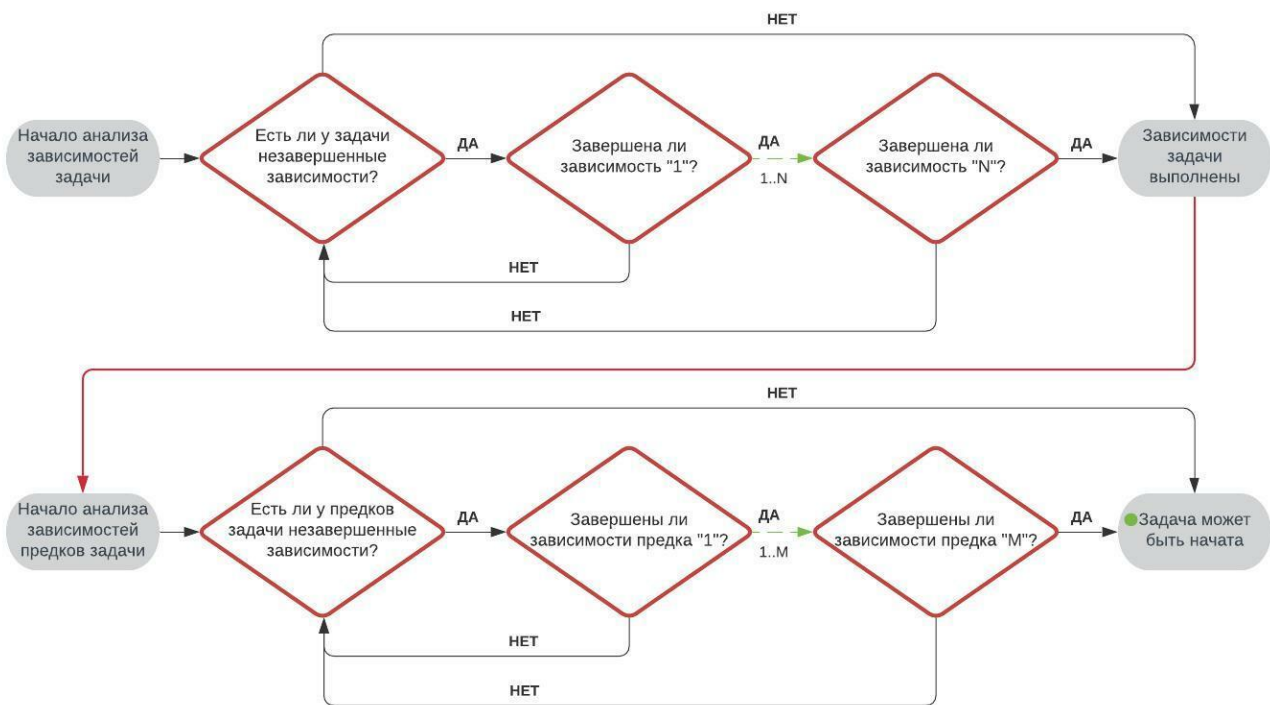 НЕТ
Начало анализа
зависимостей
задачи
Есть ли у задачи
незавершенные
зависимости?
ДА
Завершена ли
зависимость "1"?
ДА
1..N
Завершена ли
зависимость "N"?
ДА
Зависимости
задачи
выполнены
НЕТ
НЕТ
НЕТ
Начало анализа
зависимостей
предков задачи
Есть ли у предков
задачи незавершенные
зависимости?
ДА
Завершены ли
зависимости предка "1"?
ДА
1..M
Завершены ли
зависимости предка "M"?
ДА
Задача может
быть начата
НЕТ
НЕТ